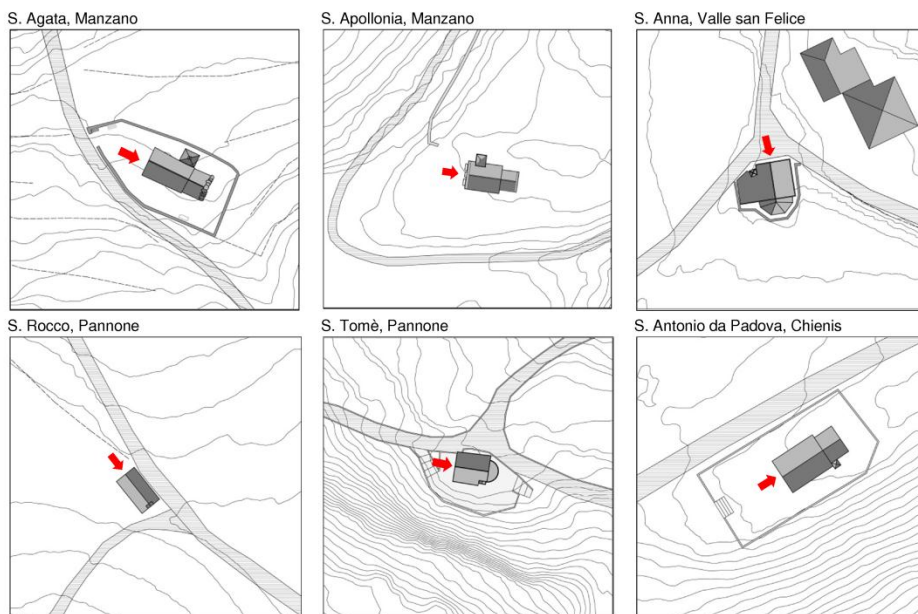 S. Agata, Manzano
S. Apollonia, Manzano
S. Anna, Valle san Felice
S. Rocco, Pannone
S. Tomè, Pannone
S. Antonio da Padova, Chienis